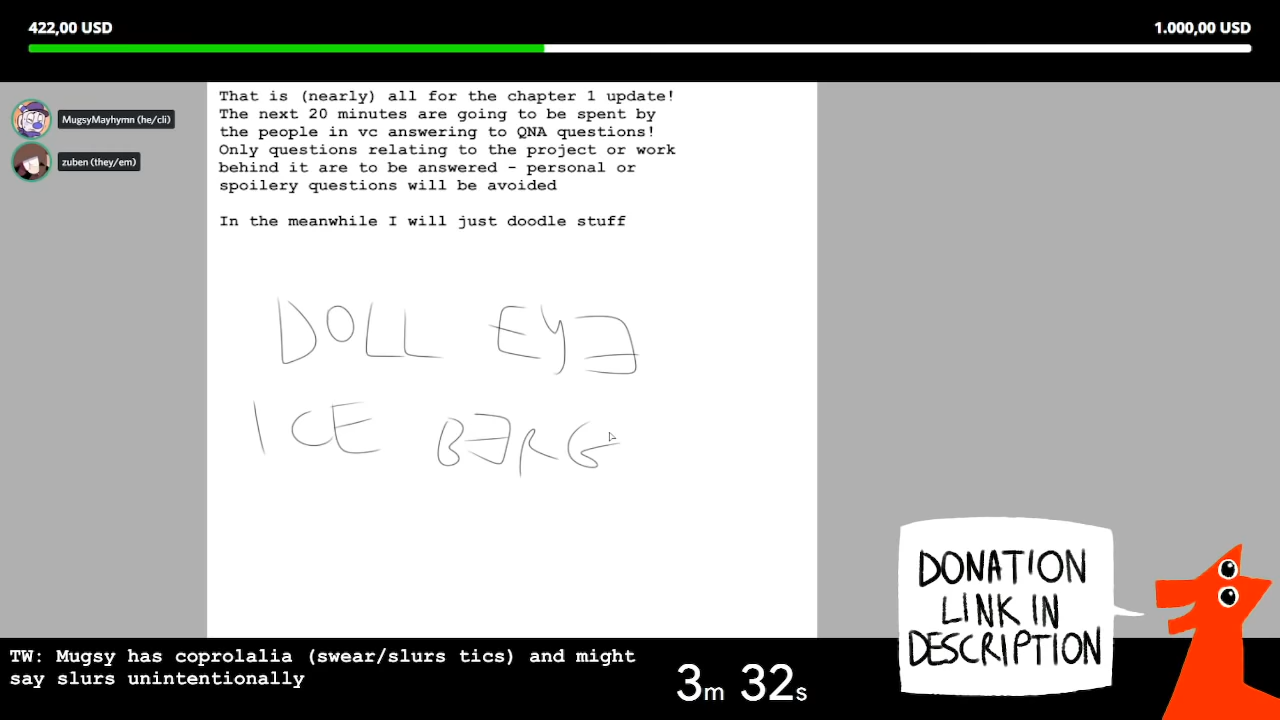 422,00 USD
1.000,00 USD
MugsyMayhymn (he/cli)
zuben (they/em)
That is (nearly) all for the chapter 1 update!
The next 20 minutes are going to be spent by
the people in vc answering to QNA questions!
Only questions relating to the project or work
behind it are to be answered - personal or
spoilery questions will be avoided
In the meanwhile I will just doodle stuff
DOLL EYE
ICE BERG
DONATION
LINK IN
DESCRIPTION
TW: Mugsy has coprolalia (swear/slurs tics) and might
say slurs unintentionally
3m 32s